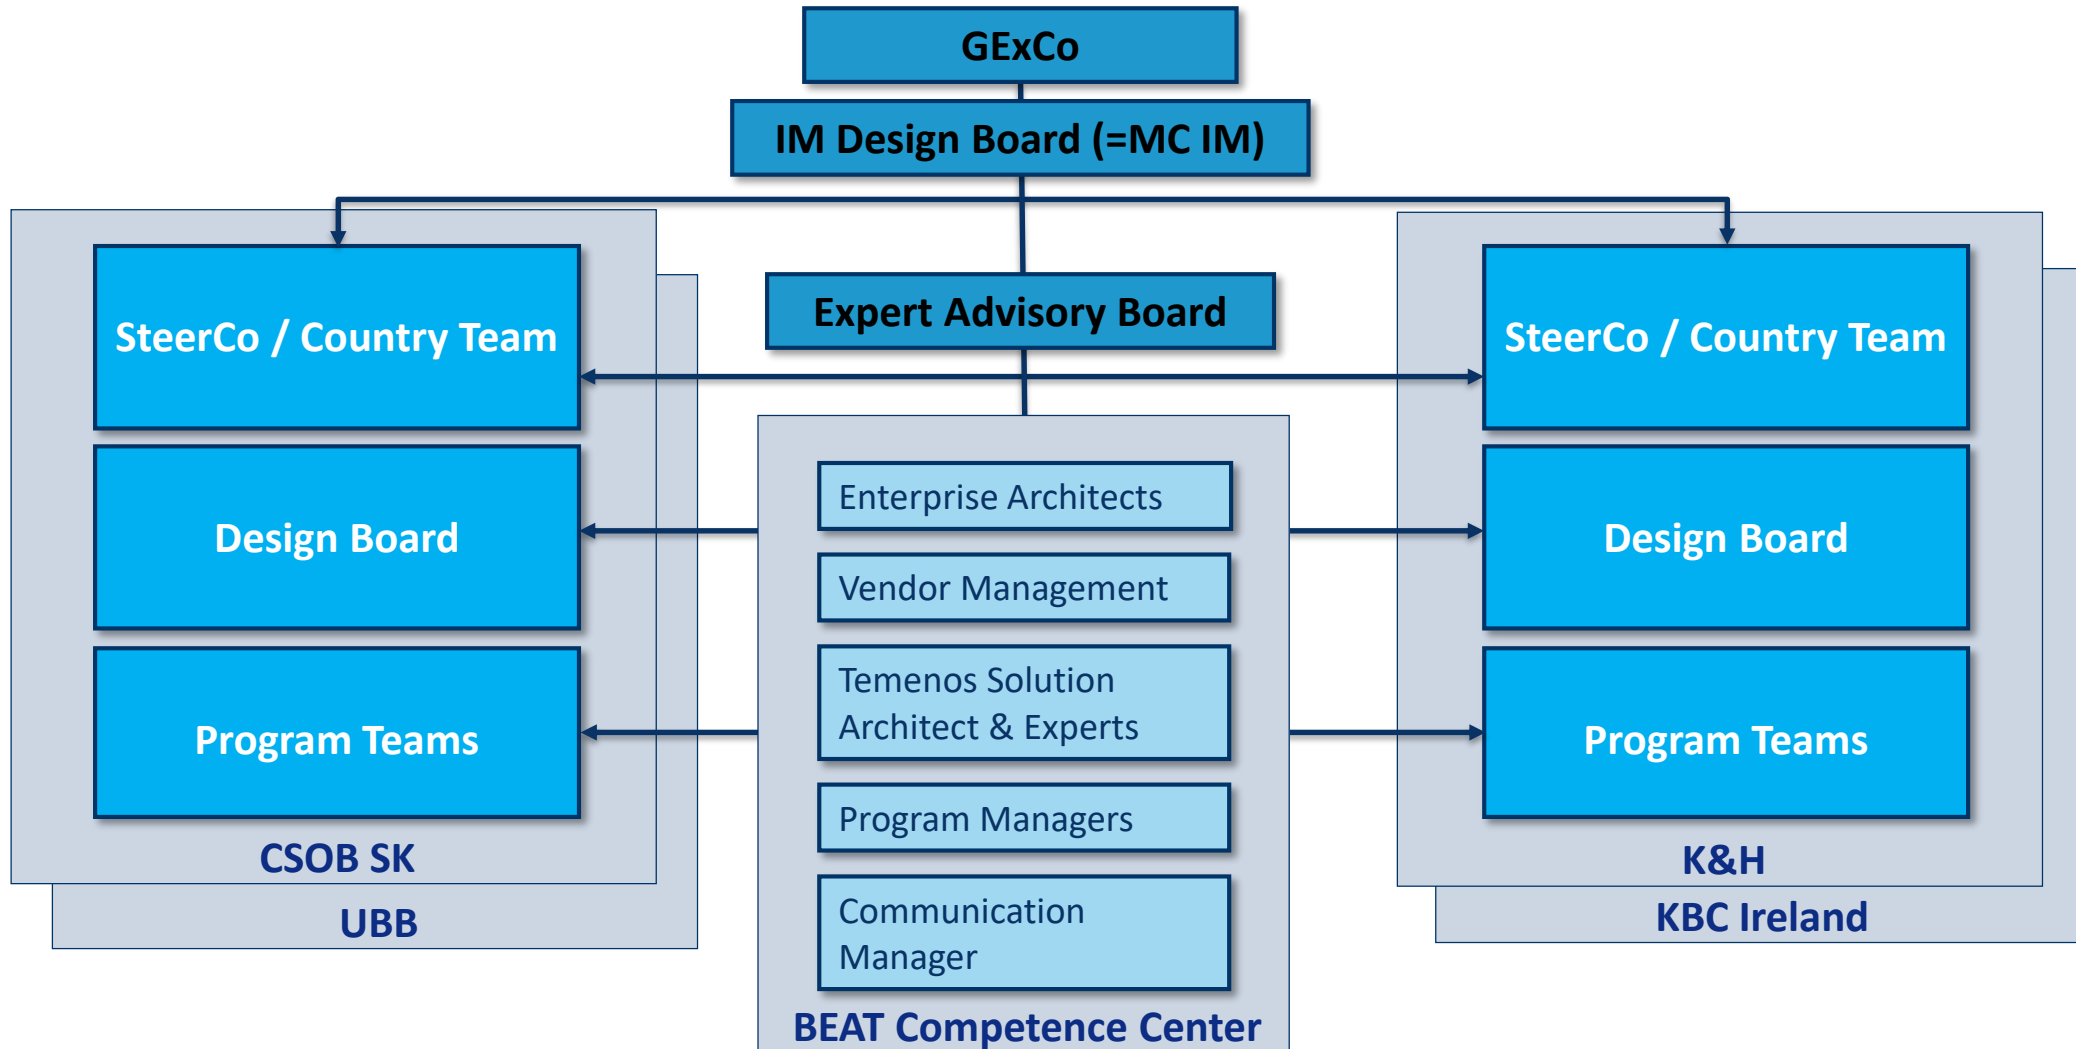 GExCo
IM Design Board (=MC IM)
SteerCo / Country Team
Design Board
Program Teams
CSOB SK
UBB
Expert Advisory Board
Enterprise Architects
Vendor Management
Temenos Solution
Architect & Experts
Program Managers
Communication
Manager
BEAT Competence Center
SteerCo / Country Team
Design Board
Program Teams
K&H
KBC Ireland